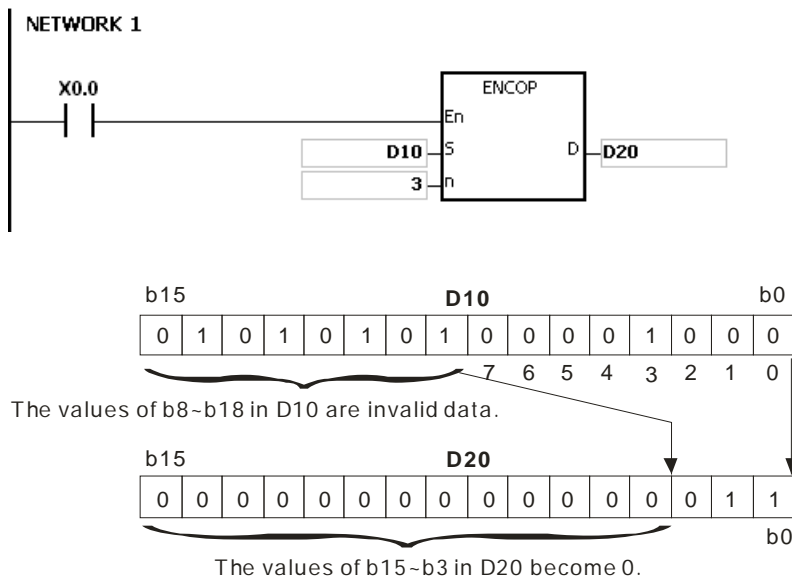 NETWORK 1
X0.0
ENCOP
En
D10 S D D20
3 n
b15 D10 b0
0 1 0 1 0 1 0 1 0 0 0 0 1 0 0 0
7 6 5 4 3 2 1 0
The values of b8~b18 in D10 are invalid data.
b15 D20
0 0 0 0 0 0 0 0 0 0 0 0 0 0 1 1
b0
The values of b15~b3 in D20 become 0.